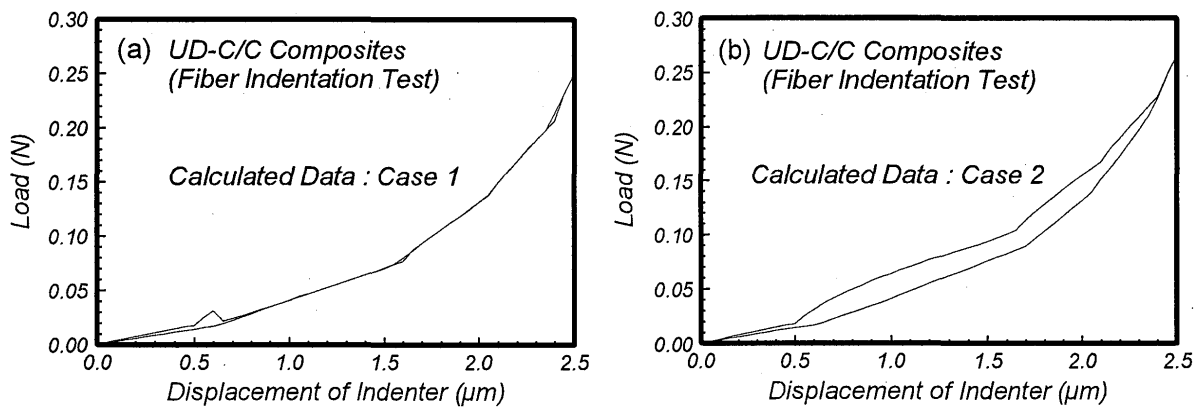 (a) UD-C/C Composites
(Fiber Indentation Test)
Calculated Data : Case 1
Load (N)
0.30
0.25
0.20
0.15
0.10
0.05
0.00
0.0 0.5 1.0 1.5 2.0 2.5
Displacement of Indenter (μm)
(b) UD-C/C Composites
(Fiber Indentation Test)
Calculated Data : Case 2
Load (N)
0.30
0.25
0.20
0.15
0.10
0.05
0.00
0.0 0.5 1.0 1.5 2.0 2.5
Displacement of Indenter (μm)